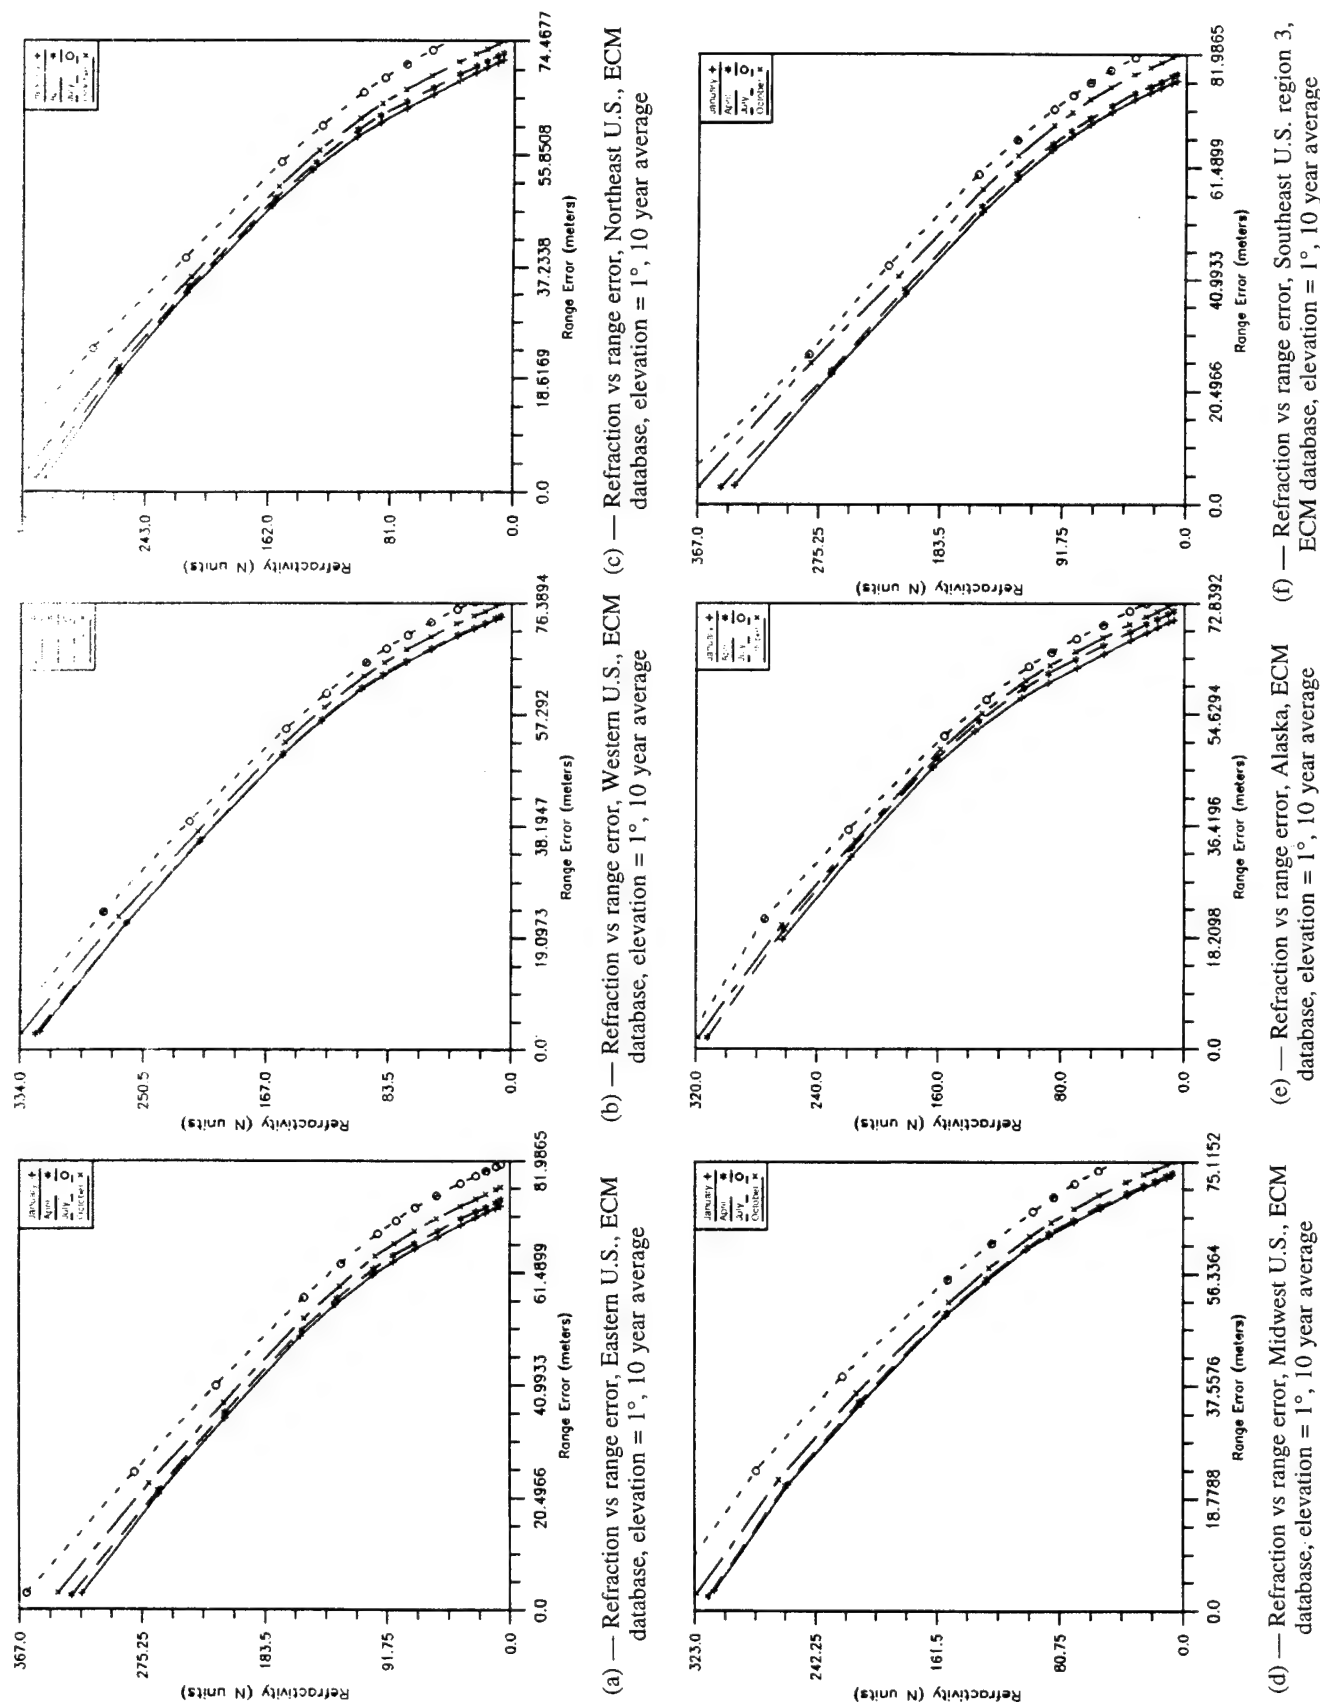 367.0
275.25
183.5
91.75
0.0
Refractivity (N units)
0.0
20.4966
40.9933
61.4899
81.9865
Range Error (meters)
January
April
July
October
(a) — Refraction vs range error, Eastern U.S., ECM
database, elevation = 1°, 10 year average
334.0
250.5
167.0
83.5
0.0
Refractivity (N units)
0.0
19.0973
38.1947
57.292
76.3894
Range Error (meters)
(b) — Refraction vs range error, Western U.S., ECM
database, elevation = 1°, 10 year average
243.0
162.0
81.0
0.0
Refractivity (N units)
0.0
18.6169
37.2338
55.8508
74.4677
Range Error (meters)
July
(c) — Refraction vs range error, Northeast U.S., ECM
database, elevation = 1°, 10 year average
323.0
242.25
161.5
80.75
0.0
Refractivity (N units)
0.0
18.7788
37.5576
56.3364
75.1152
Range Error (meters)
January
April
July
October
(d) — Refraction vs range error, Midwest U.S., ECM
database, elevation = 1°, 10 year average
320.0
240.0
160.0
80.0
0.0
Refractivity (N units)
0.0
18.2098
36.4196
54.6294
72.8392
Range Error (meters)
January
April
July
(e) — Refraction vs range error, Alaska, ECM
database, elevation = 1°, 10 year average
367.0
275.25
183.5
91.75
0.0
Refractivity (N units)
0.0
20.4966
40.9933
61.4899
81.9865
Range Error (meters)
January
April
July
October
(f) — Refraction vs range error, Southeast U.S. region 3,
ECM database, elevation = 1°, 10 year average